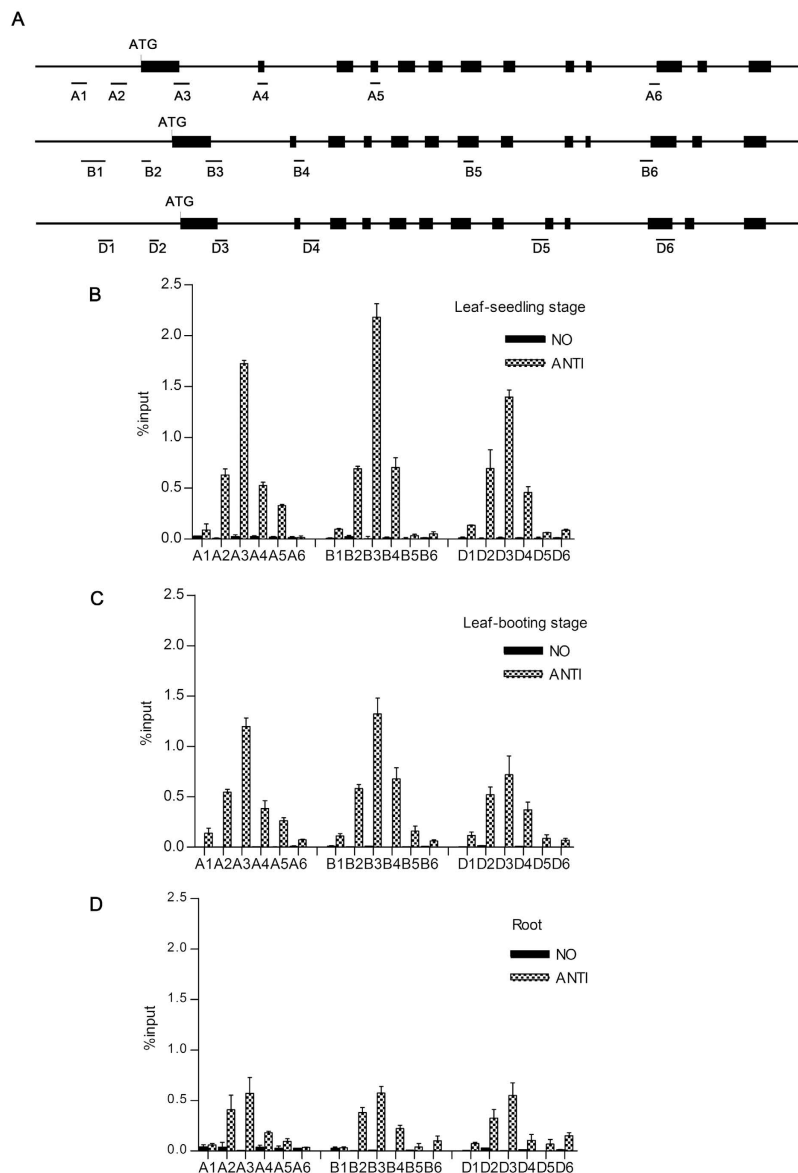 A
ATG
A1 A2 A3 A4 A5 A6
ATG
B1 B2 B3 B4 B5 B6
ATG
D1 D2 D3 D4 D5 D6
B
2.5
2.0
1.5
1.0
0.5
0.0
%input
Leaf-seedling stage
NO
ANTI
A1A2A3A4A5A6 B1B2B3B4B5B6 D1D2D3D4D5D6
C
2.5
2.0
1.5
1.0
0.5
0.0
%input
Leaf-booting stage
NO
ANTI
A1A2A3A4A5A6 B1B2B3B4B5B6 D1D2D3D4D5D6
D
2.5
2.0
1.5
1.0
0.5
0.0
%input
Root
NO
ANTI
A1A2A3A4A5A6 B1B2B3B4B5B6 D1D2D3D4D5D6